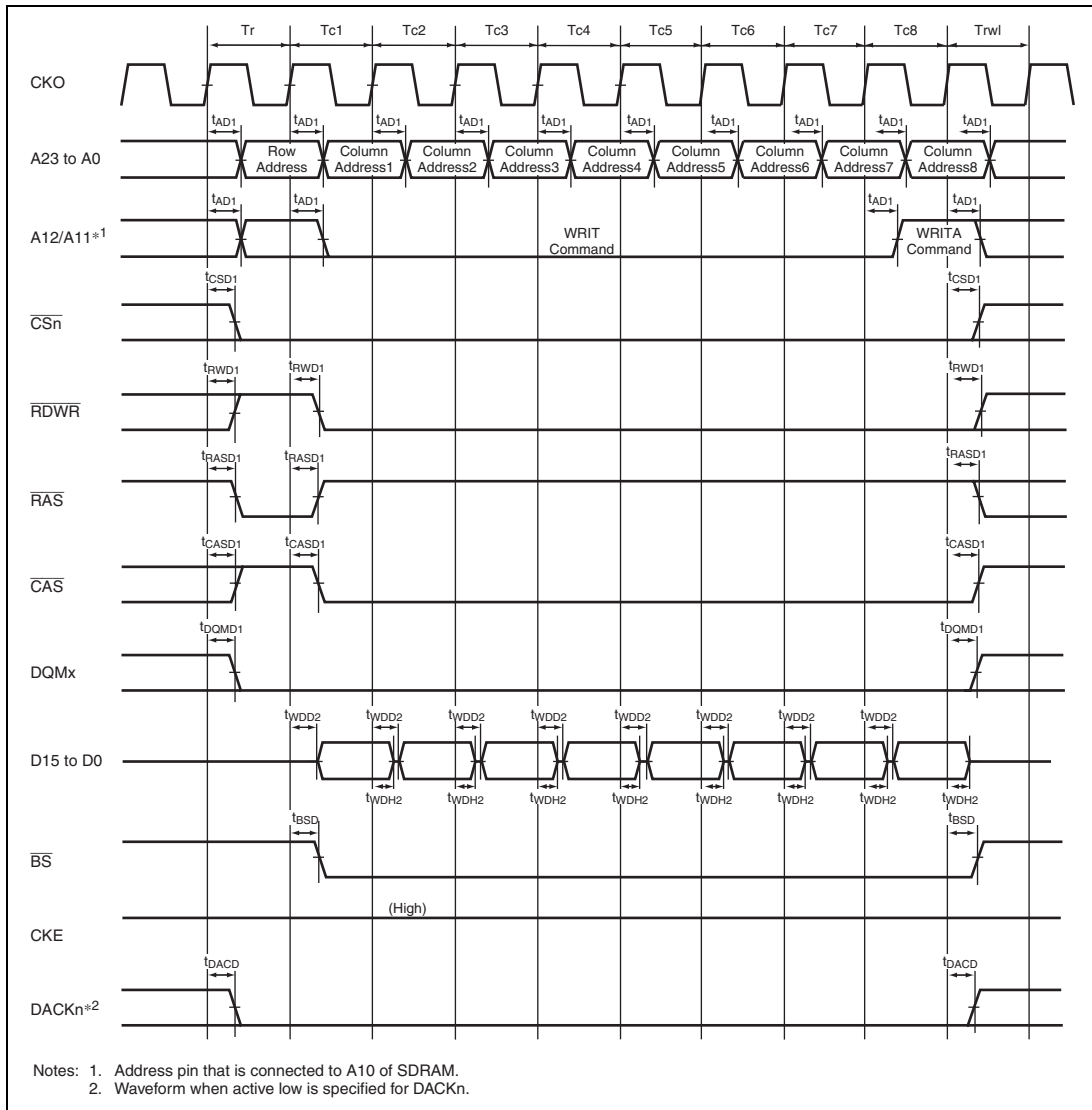 Tr Tc1 Tc2 Tc3 Tc4 Tc5 Tc6 Tc7 Tc8 Trwl
CKO
tAD1 tAD1 tAD1 tAD1 tAD1 tAD1 tAD1 tAD1 tAD1 tAD1
A23 to A0
Row Address
Column Address1
Column Address2
Column Address3
Column Address4
Column Address5
Column Address6
Column Address7
Column Address8
tAD1 tAD1 tAD1 tAD1
A12/A11*1
WRIT Command
WRITA Command
tCSD1 tCSD1
CSn
tRWD1 tRWD1 tRWD1
RDWR
tRASD1 tRASD1 tRASD1
RAS
tCASD1 tCASD1 tCASD1
CAS
tDQMD1 tDQMD1
DQMx
tWDD2 tWDD2 tWDD2 tWDD2 tWDD2 tWDD2 tWDD2 tWDD2
D15 to D0
tWDH2 tWDH2 tWDH2 tWDH2 tWDH2 tWDH2 tWDH2 tWDH2
tBSD tBSD
BS
(High)
CKE
tDACD tDACD
DACKn*2
Notes: 1. Address pin that is connected to A10 of SDRAM.
2. Waveform when active low is specified for DACKn.